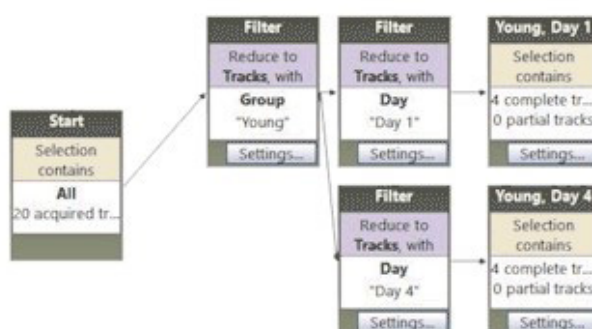 Start
Selection
contains
All
20 acquired tr...
Filter
Reduce to
Tracks, with
Group
"Young"
Settings...
Filter
Reduce to
Tracks, with
Day
"Day 1"
Settings...
Young, Day 1
Selection
contains
4 complete tr...
0 partial tracks
Settings...
Filter
Reduce to
Tracks, with
Day
"Day 4"
Settings...
Young, Day 4
Selection
contains
4 complete tr...
0 partial tracks
Settings...